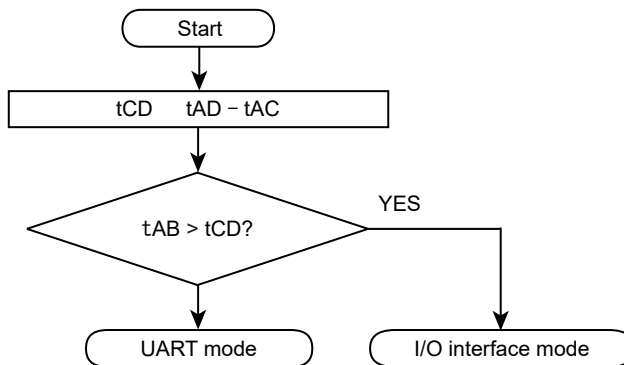 Start
tCD tAD − tAC
YES
tAB > tCD?
UART mode
I/O interface mode